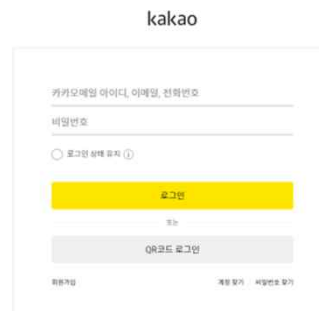 kakao
카카오메일 아이디, 이메일, 전화번호
비밀번호
로그인 상태 유지
로그인
또는
QR코드 로그인
회원가입 계정 찾기 비밀번호 찾기